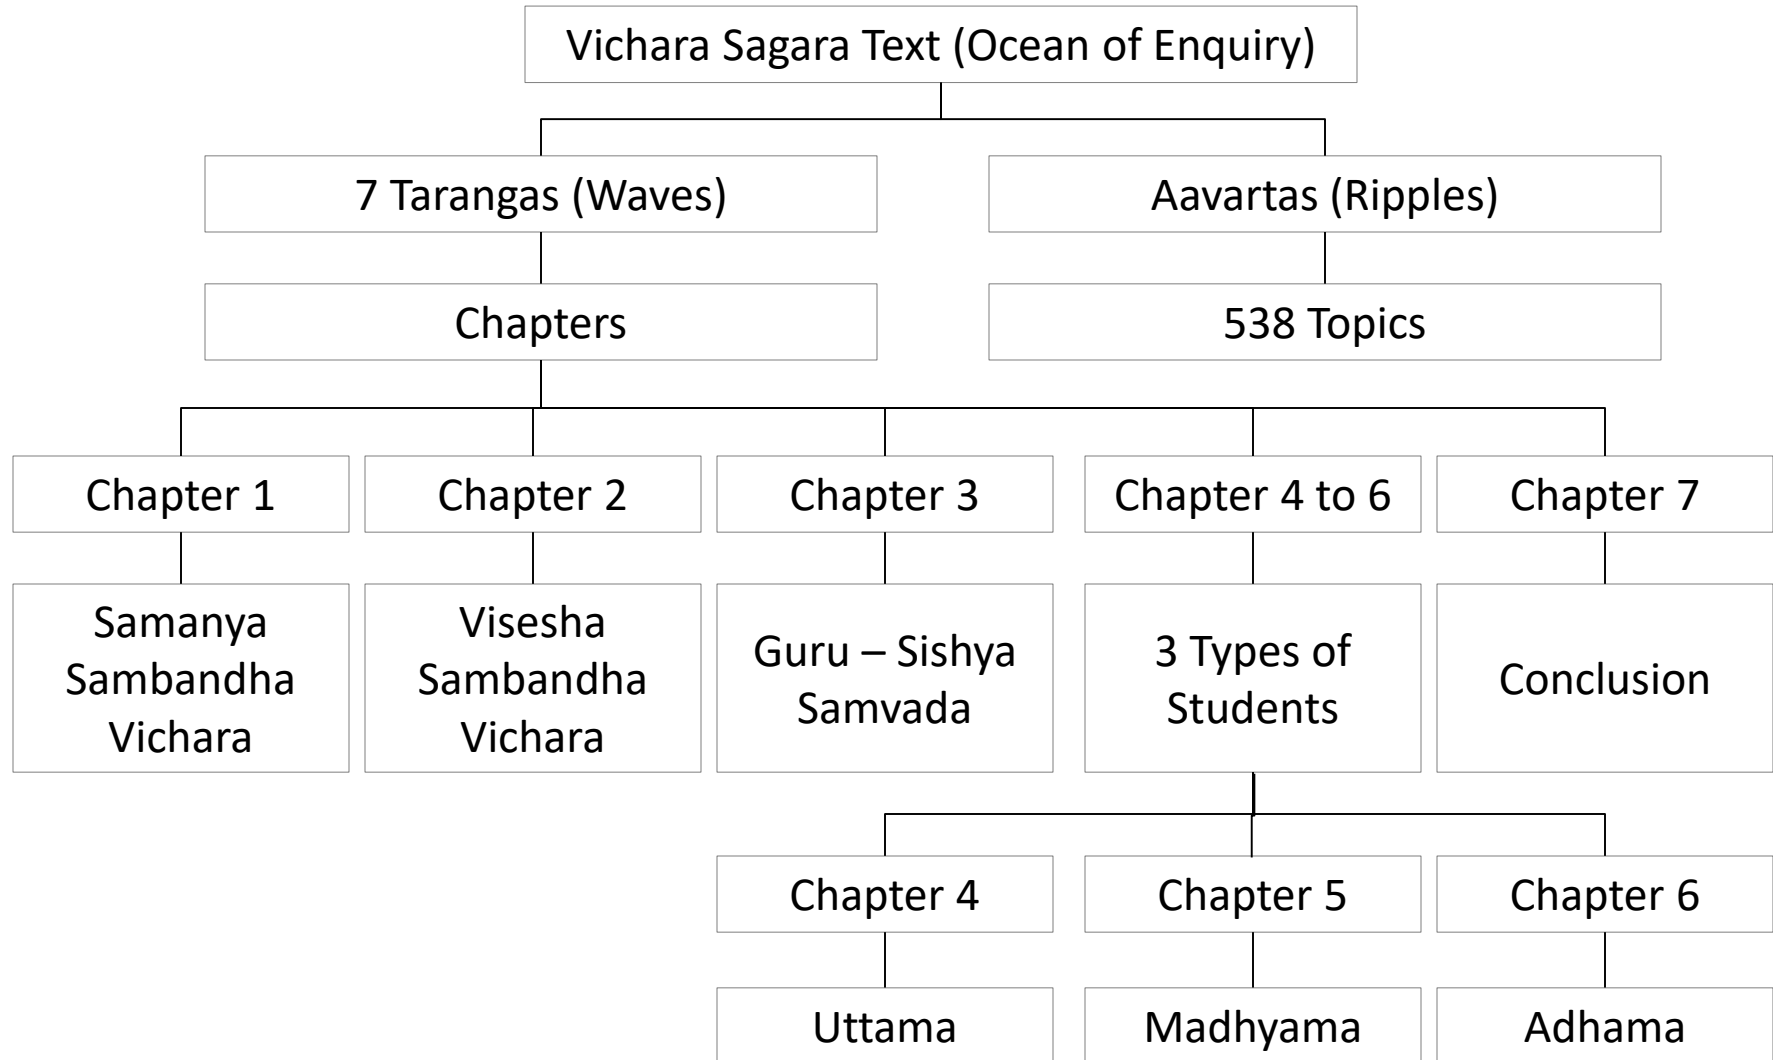 Vichara Sagara Text (Ocean of Enquiry)
7 Tarangas (Waves)
Aavartas (Ripples)
Chapters
538 Topics
Chapter 1
Chapter 2
Chapter 3
Chapter 4 to 6
Chapter 7
Samanya
Sambandha
Vichara
Visesha
Sambandha
Vichara
Guru – Sishya
Samvada
3 Types of
Students
Conclusion
Chapter 4
Chapter 5
Chapter 6
Uttama
Madhyama
Adhama